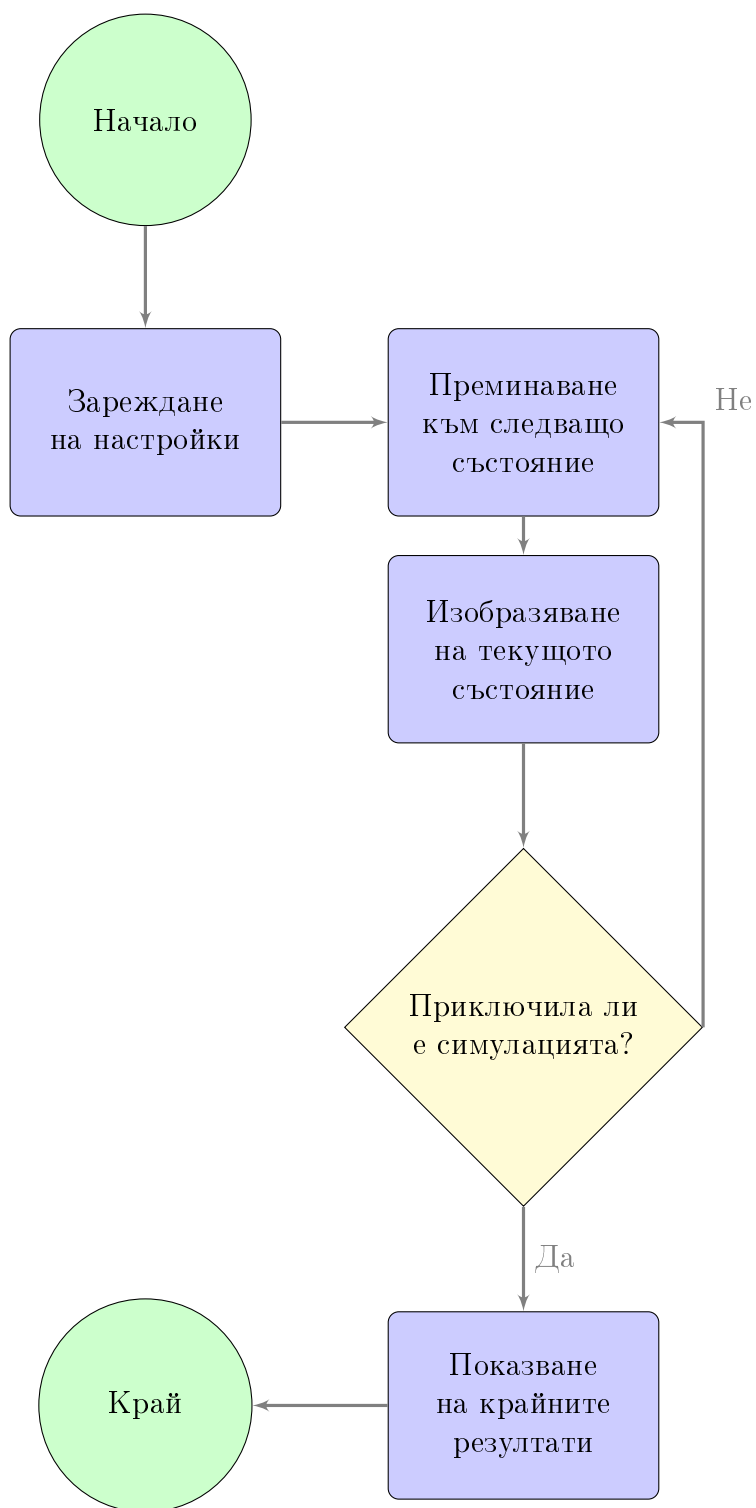 Начало
Зареждане
на настройки
Преминаване
към следващо
състояние
Не
Изобразяване
на текущото
състояние
Приключила ли
е симулацията?
Да
Показване
на крайните
резултати
Край